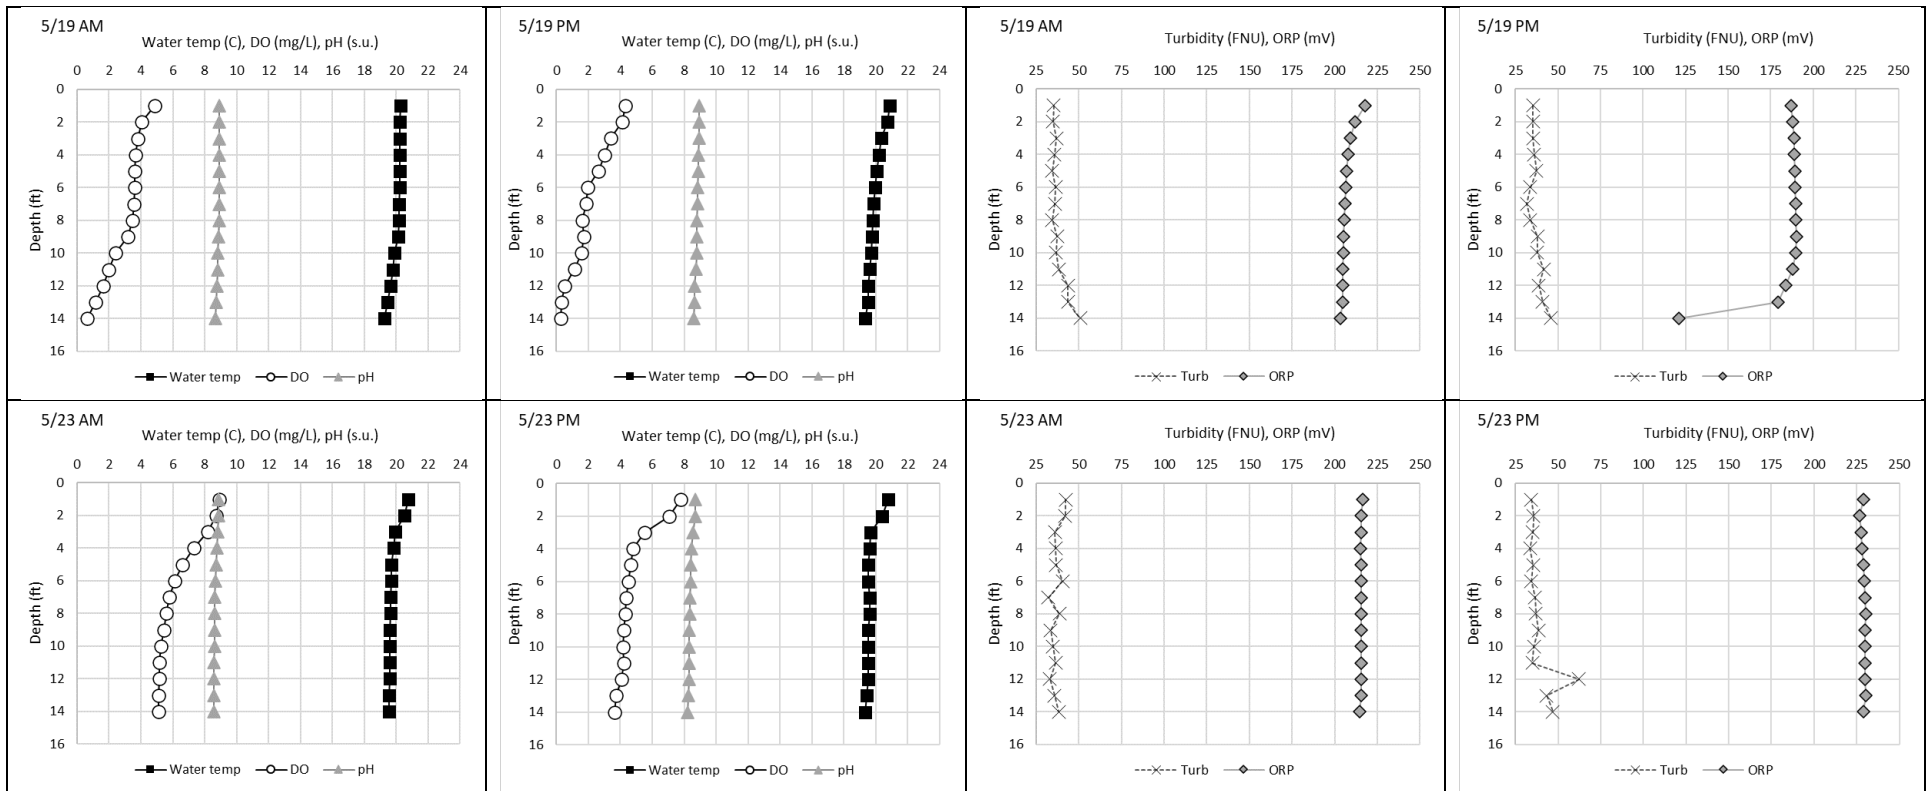 5/19 AM
Water temp (C), DO (mg/L), pH (s.u.)
0 2 4 6 8 10 12 14 16 18 20 22 24
0
2
4
6
8
10
12
14
16
Depth (ft)
Water temp DO pH
5/19 PM
Water temp (C), DO (mg/L), pH (s.u.)
0 2 4 6 8 10 12 14 16 18 20 22 24
0
2
4
6
8
10
12
14
16
Depth (ft)
Water temp DO pH
5/19 AM
Turbidity (FNU), ORP (mV)
25 50 75 100 125 150 175 200 225 250
0
2
4
6
8
10
12
14
16
Depth (ft)
Turb ORP
5/19 PM
Turbidity (FNU), ORP (mV)
25 50 75 100 125 150 175 200 225 250
0
2
4
6
8
10
12
14
16
Depth (ft)
Turb ORP
5/23 AM
Water temp (C), DO (mg/L), pH (s.u.)
0 2 4 6 8 10 12 14 16 18 20 22 24
0
2
4
6
8
10
12
14
16
Depth (ft)
Water temp DO pH
5/23 PM
Water temp (C), DO (mg/L), pH (s.u.)
0 2 4 6 8 10 12 14 16 18 20 22 24
0
2
4
6
8
10
12
14
16
Depth (ft)
Water temp DO pH
5/23 AM
Turbidity (FNU), ORP (mV)
25 50 75 100 125 150 175 200 225 250
0
2
4
6
8
10
12
14
16
Depth (ft)
Turb ORP
5/23 PM
Turbidity (FNU), ORP (mV)
25 50 75 100 125 150 175 200 225 250
0
2
4
6
8
10
12
14
16
Depth (ft)
Turb ORP